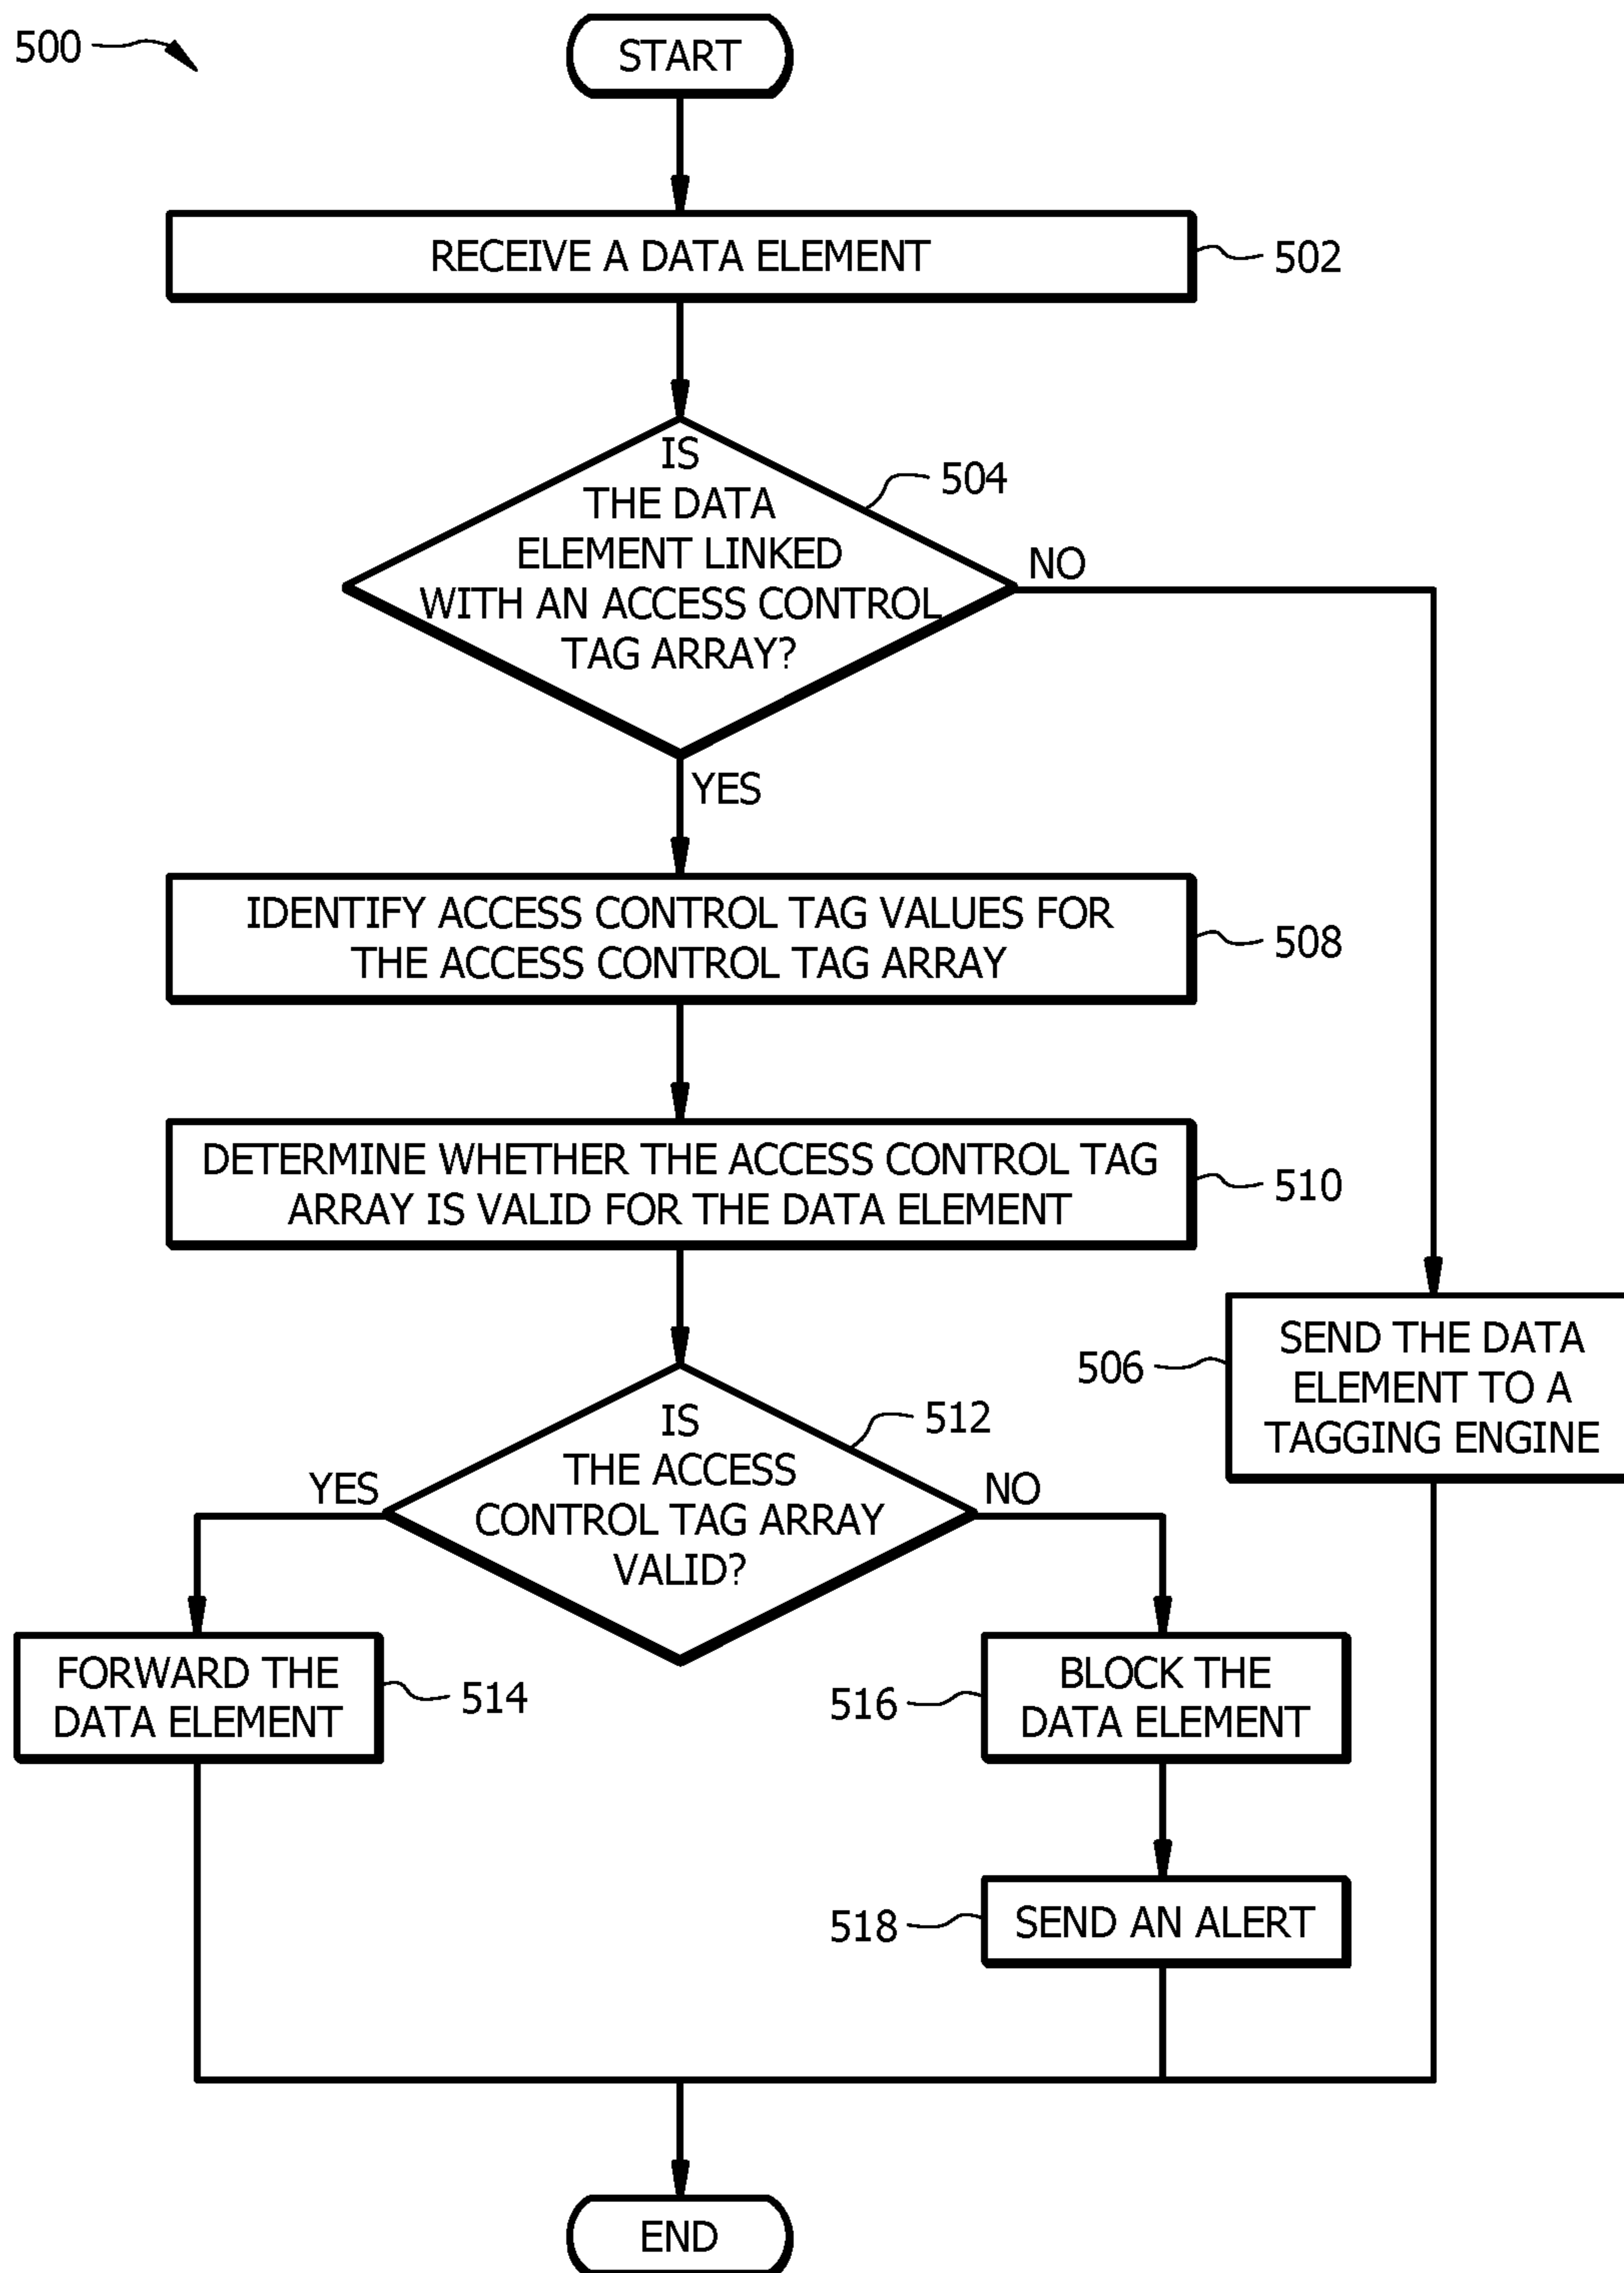 500
START
RECEIVE A DATA ELEMENT
502
IS
THE DATA
ELEMENT LINKED
WITH AN ACCESS CONTROL
TAG ARRAY?
504
NO
YES
IDENTIFY ACCESS CONTROL TAG VALUES FOR
THE ACCESS CONTROL TAG ARRAY
508
DETERMINE WHETHER THE ACCESS CONTROL TAG
ARRAY IS VALID FOR THE DATA ELEMENT
510
506
SEND THE DATA
ELEMENT TO A
TAGGING ENGINE
IS
THE ACCESS
CONTROL TAG ARRAY
VALID?
512
YES
NO
FORWARD THE
DATA ELEMENT
514
516
BLOCK THE
DATA ELEMENT
518
SEND AN ALERT
END